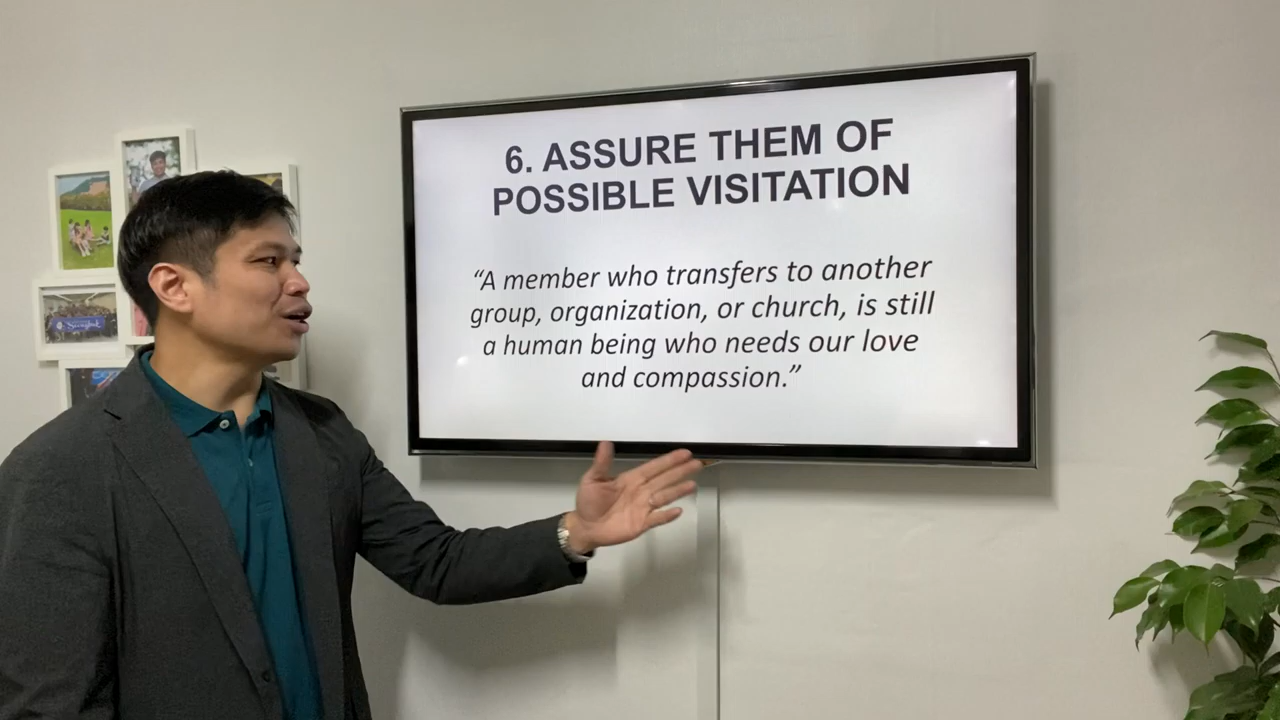 6. ASSURE THEM OF
POSSIBLE VISITATION
“A member who transfers to another
group, organization, or church, is still
a human being who needs our love
and compassion.”